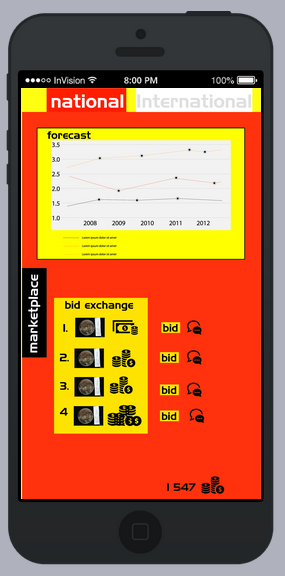 InVision 8:00 PM 100%
national International
forecast
3.5
3.0
2.5
2.0
1.5
1.0
2008 2009 2010 2011 2012
Lorem ipsum dolor sit amet
Lorem ipsum dolor sit amet
Lorem ipsum dolor sit amet
marketplace
bid exchange
1. bid
2. bid
3. bid
4 bid
1 547